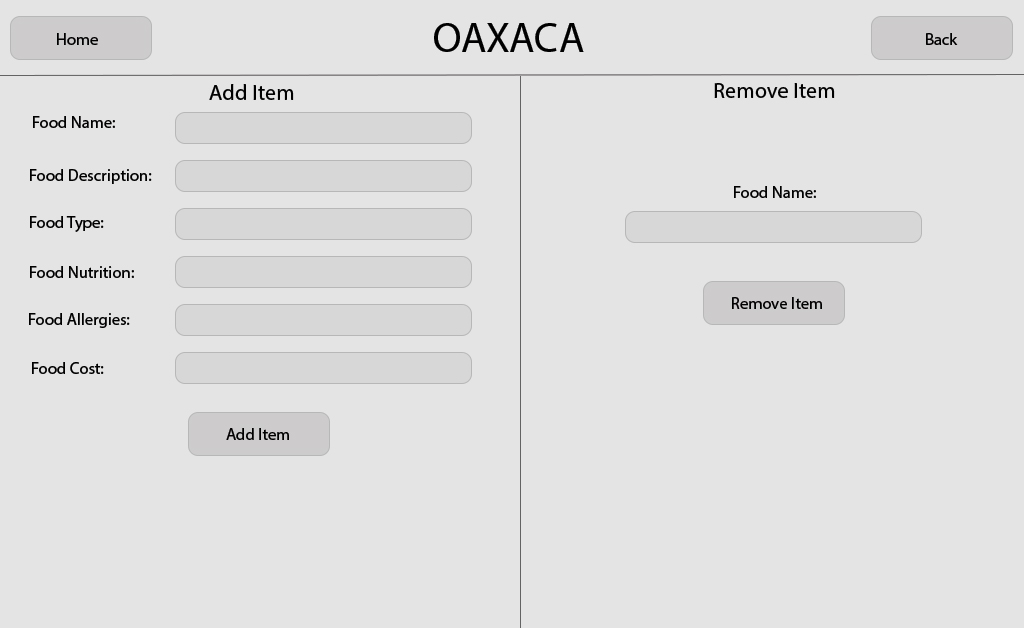 Home
OAXACA
Back
Add Item
Food Name:
Food Description:
Food Type:
Food Nutrition:
Food Allergies:
Food Cost:
Add Item
Remove Item
Food Name:
Remove Item